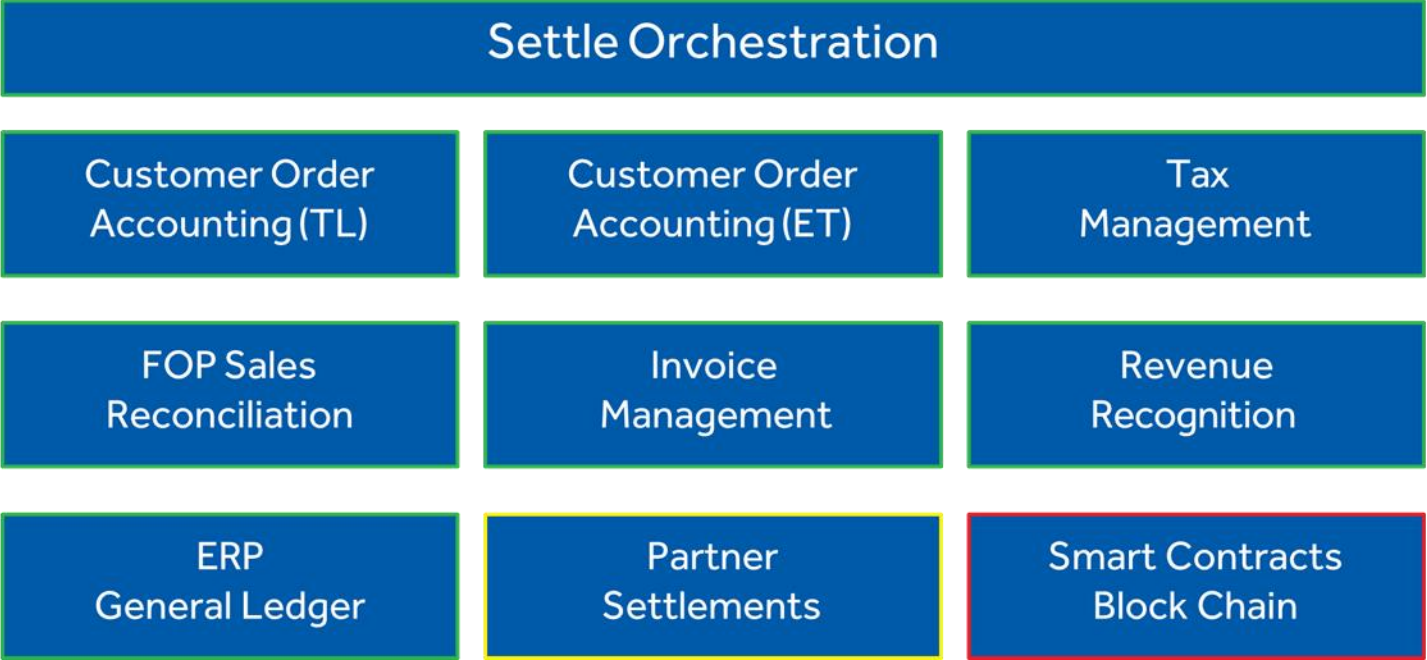 Settle Orchestration
Customer Order
Accounting (TL)
Customer Order
Accounting (ET)
Tax
Management
FOP Sales
Reconciliation
Invoice
Management
Revenue
Recognition
ERP
General Ledger
Partner
Settlements
Smart Contracts
Block Chain